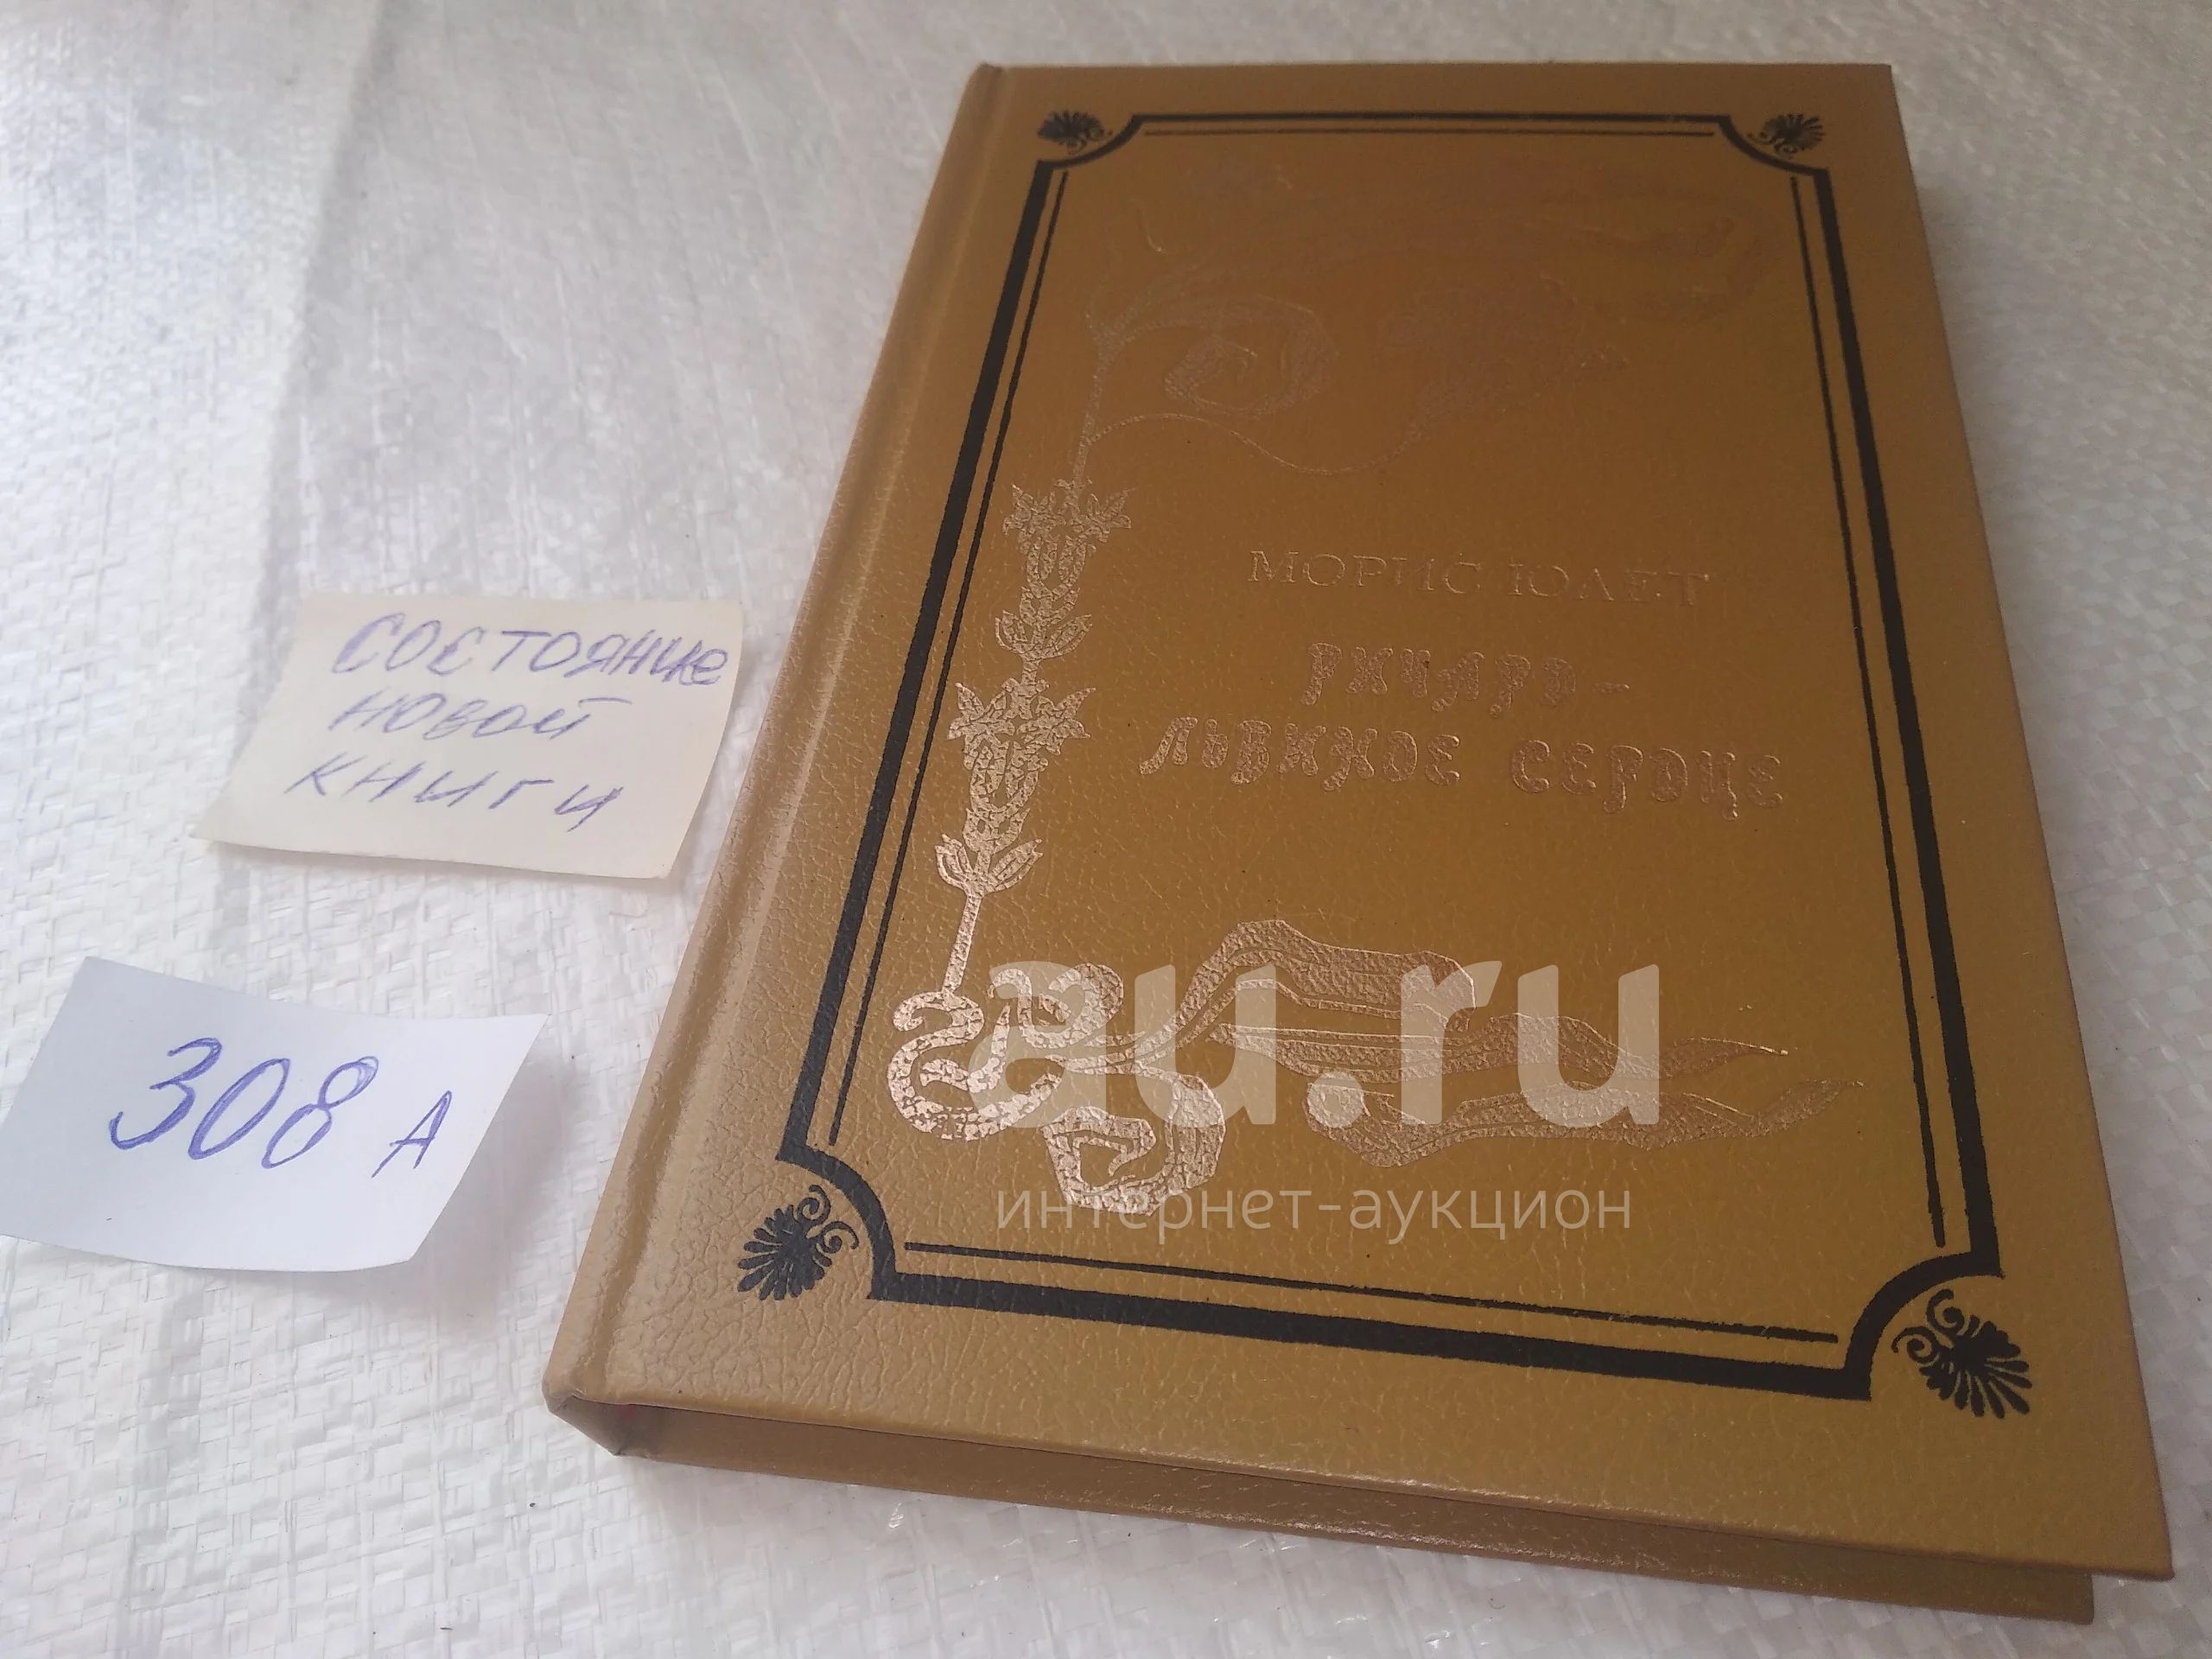 МОРИС ЮЛЕТ
РИЧАРД-
ЛЬВИНОЕ СЕРДЦЕ
СОСТОЯНИЕ
НОВОЙ
КНИГИ
308 А
au.ru
интернет-аукцион